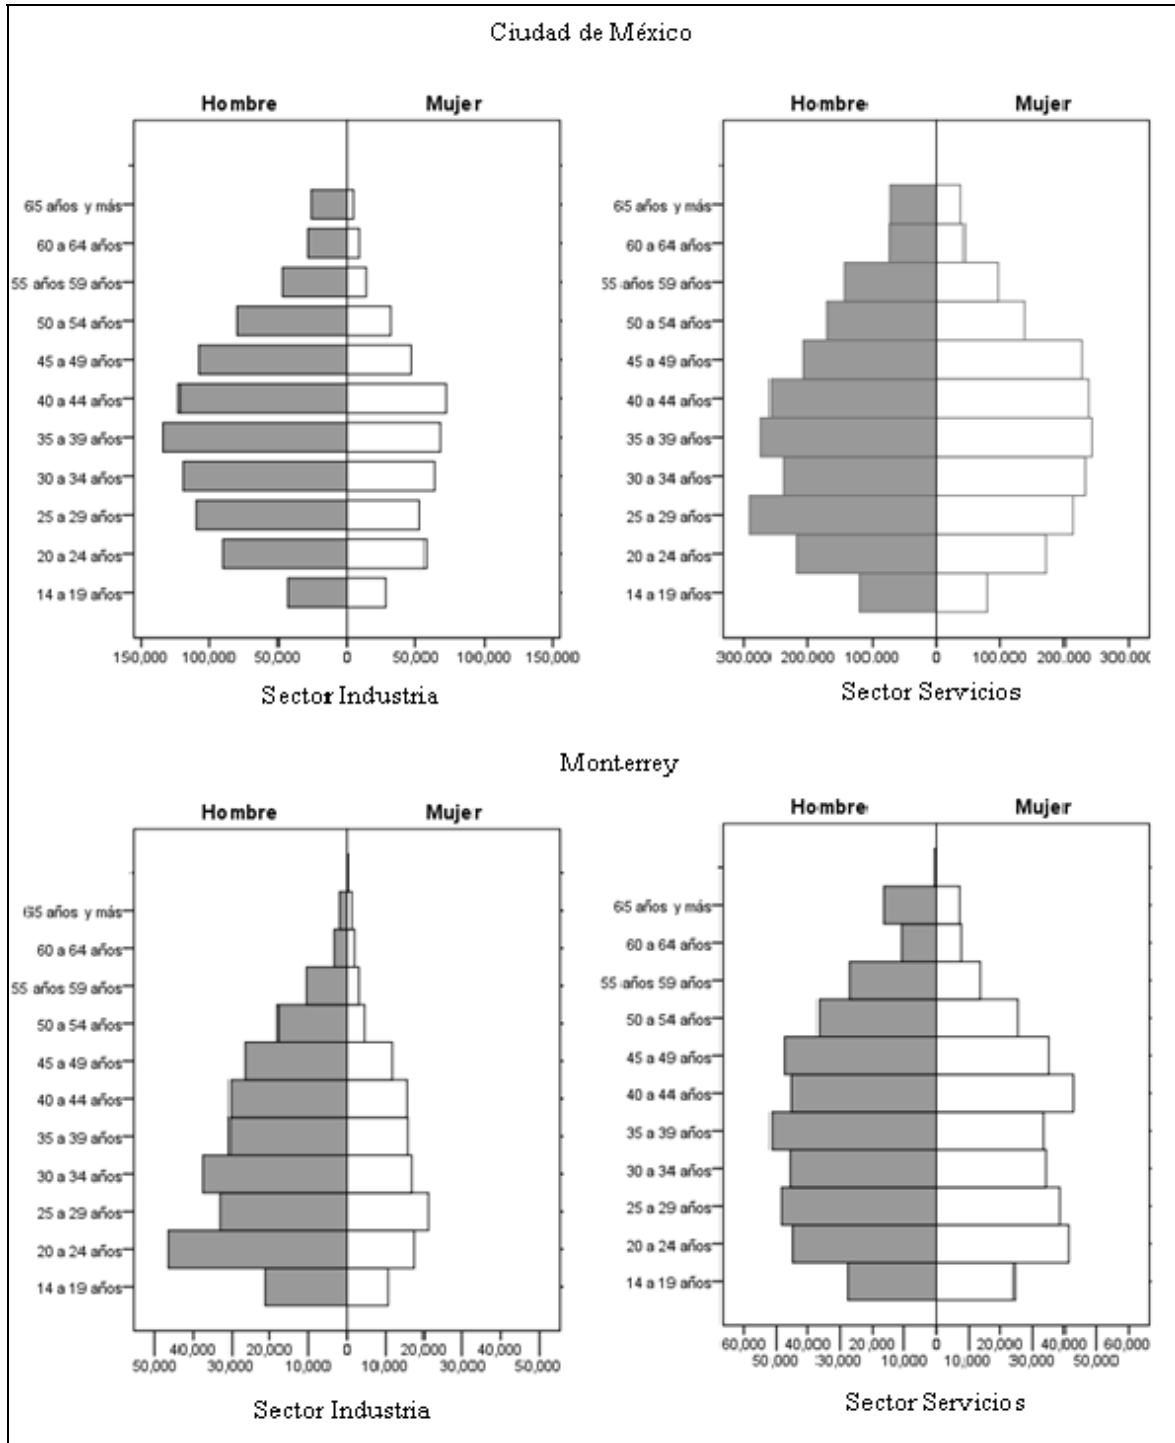 Ciudad de México
Hombre Mujer
65 años y más
60 a 64 años
55 años 59 años
50 a 54 años
45 a 49 años
40 a 44 años
35 a 39 años
30 a 34 años
25 a 29 años
20 a 24 años
14 a 19 años
150,000 100,000 50,000 0 50,000 100,000 150,000
Sector Industria
Hombre Mujer
65 años y más
60 a 64 años
55 años 59 años
50 a 54 años
45 a 49 años
40 a 44 años
35 a 39 años
30 a 34 años
25 a 29 años
20 a 24 años
14 a 19 años
300.000 200.000 100.000 0 100.000 200.000 300.00
Sector Servicios
Monterrey
Hombre Mujer
65 años y más
60 a 64 años
55 años 59 años
50 a 54 años
45 a 49 años
40 a 44 años
35 a 39 años
30 a 34 años
25 a 29 años
20 a 24 años
14 a 19 años
40,000 20,000 0 20,000 40,000
50,000 30,000 10,000 10,000 30,000 50,000
Sector Industria
Hombre Mujer
65 años y más
60 a 64 años
55 años 59 años
50 a 54 años
45 a 49 años
40 a 44 años
35 a 39 años
30 a 34 años
25 a 29 años
20 a 24 años
14 a 19 años
60,000 40,000 20,000 0 20,000 40,000 60,000
50,000 30,000 10,000 10,000 30,000 50,000
Sector Servicios